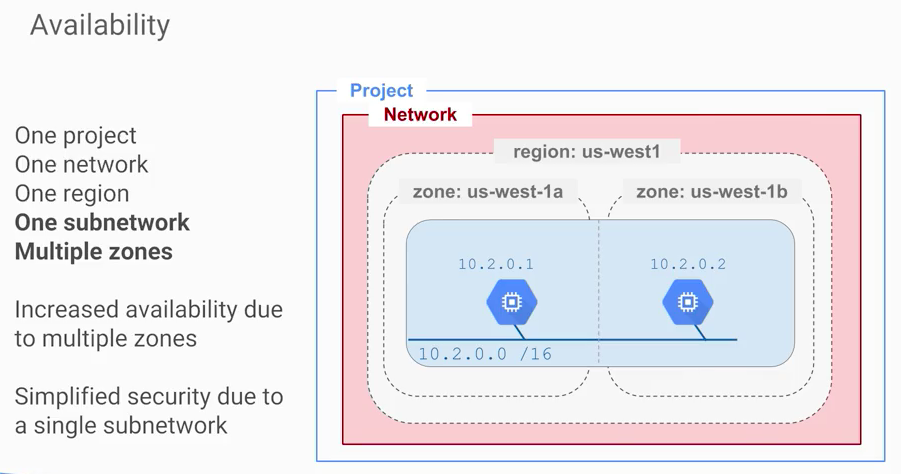 Availability
One project
One network
One region
One subnetwork
Multiple zones
Increased availability due
to multiple zones
Simplified security due to
a single subnetwork
Project
Network
region: us-west1
zone: us-west-1a
zone: us-west-1b
10.2.0.1
10.2.0.2
10.2.0.0 /16